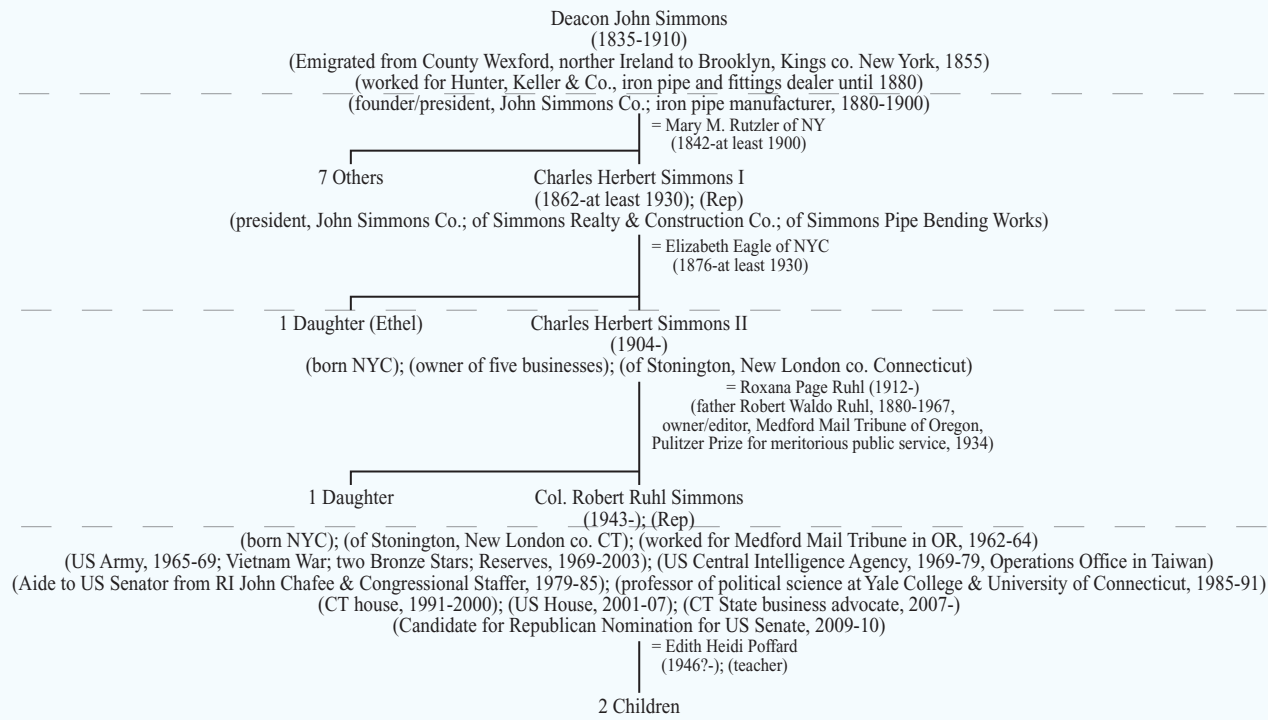 Deacon John Simmons
(1835-1910)
(Emigrated from County Wexford, norther Ireland to Brooklyn, Kings co. New York, 1855)
(worked for Hunter, Keller & Co., iron pipe and fittings dealer until 1880)
(founder/president, John Simmons Co.; iron pipe manufacturer, 1880-1900)
= Mary M. Rutzler of NY
(1842-at least 1900)
7 Others
Charles Herbert Simmons I
(1862-at least 1930); (Rep)
(president, John Simmons Co.; of Simmons Realty & Construction Co.; of Simmons Pipe Bending Works)
= Elizabeth Eagle of NYC
(1876-at least 1930)
1 Daughter (Ethel)
Charles Herbert Simmons II
(1904-)
(born NYC); (owner of five businesses); (of Stonington, New London co. Connecticut)
= Roxana Page Ruhl (1912-)
(father Robert Waldo Ruhl, 1880-1967,
owner/editor, Medford Mail Tribune of Oregon,
Pulitzer Prize for meritorious public service, 1934)
1 Daughter
Col. Robert Ruhl Simmons
(1943-); (Rep)
(born NYC); (of Stonington, New London co. CT); (worked for Medford Mail Tribune in OR, 1962-64)
(US Army, 1965-69; Vietnam War; two Bronze Stars; Reserves, 1969-2003); (US Central Intelligence Agency, 1969-79, Operations Office in Taiwan)
(Aide to US Senator from RI John Chafee & Congressional Staffer, 1979-85); (professor of political science at Yale College & University of Connecticut, 1985-91)
(CT house, 1991-2000); (US House, 2001-07); (CT State business advocate, 2007-)
(Candidate for Republican Nomination for US Senate, 2009-10)
= Edith Heidi Poffard
(1946?-); (teacher)
2 Children